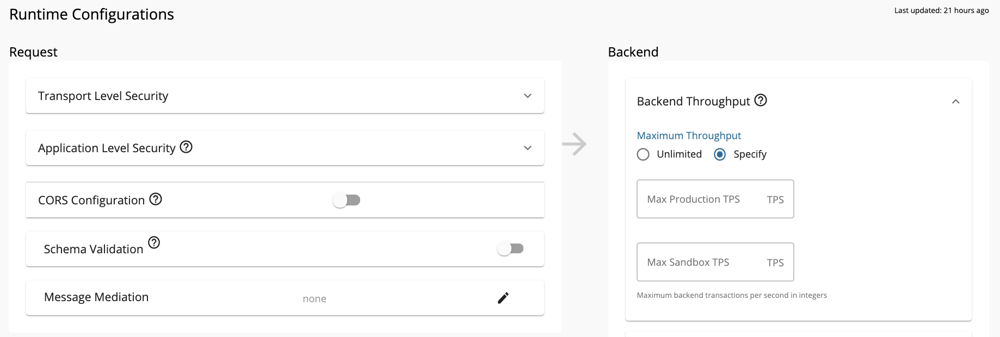 Runtime Configurations
Last updated: 21 hours ago
Request
Transport Level Security
Application Level Security
CORS Configuration
Schema Validation
Message Mediation
none
Backend
Backend Throughput
Maximum Throughput
Unlimited
Specify
Max Production TPS
TPS
Max Sandbox TPS
TPS
Maximum backend transactions per second in integers